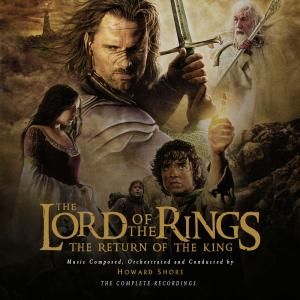 THE
LORD OF THE RINGS
THE RETURN OF THE KING
Music Composed, Orchestrated and Conducted by
HOWARD SHORE
THE COMPLETE RECORDINGS